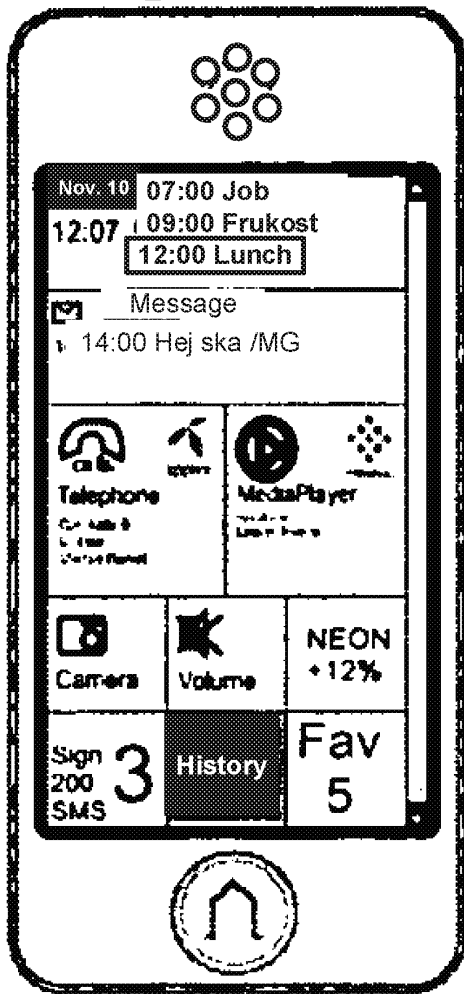 Nov. 10
07:00 Job
12:07
09:00 Frukost
12:00 Lunch
Message
14:00 Hej ska /MG
Telephone
MediaPlayer
Camera
Volume
NEON
+12%
Sign
200
SMS
3
History
Fav
5